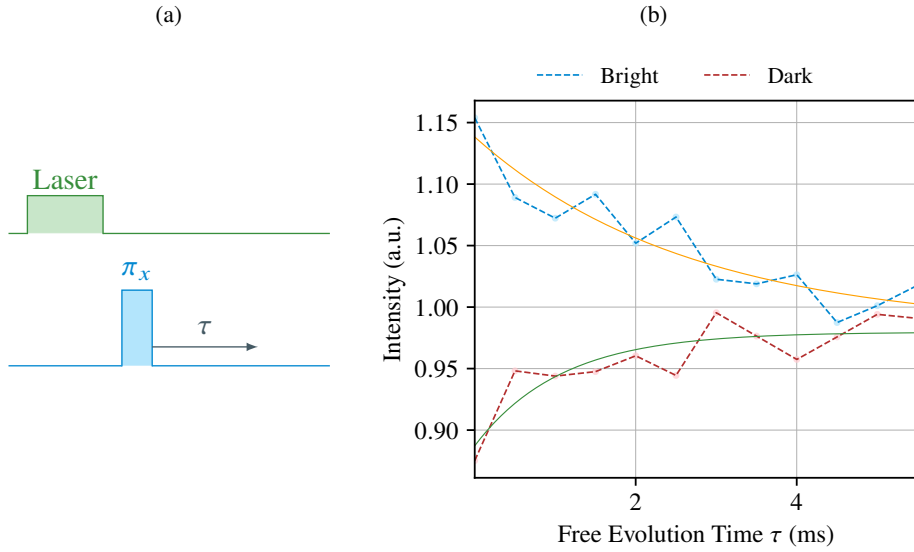 (a)
Laser
πx
τ
(b)
Bright
Dark
Intensity (a.u.)
1.15
1.10
1.05
1.00
0.95
0.90
2
4
Free Evolution Time τ (ms)